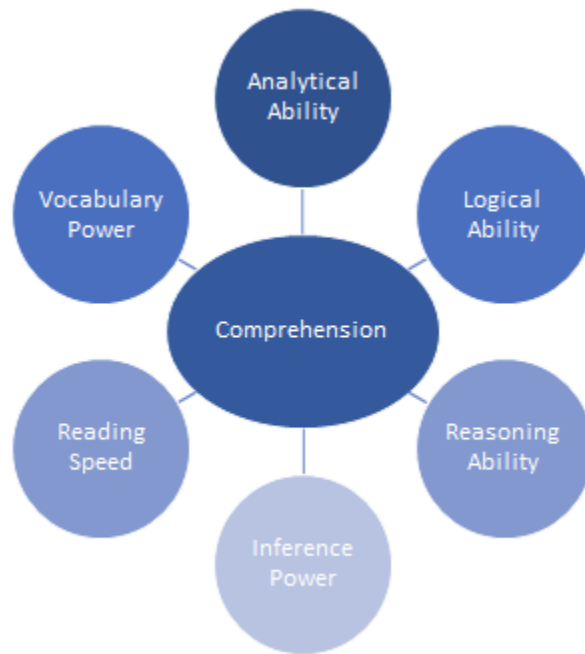 Analytical
Ability
Vocabulary
Power
Logical
Ability
Comprehension
Reading
Speed
Reasoning
Ability
Inference
Power